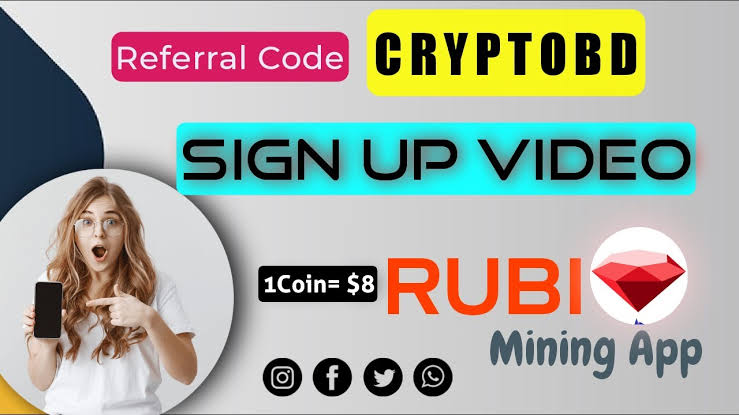 Referral Code CRYPTOBD
SIGN UP VIDEO
1Coin= $8 RUBI
Mining App